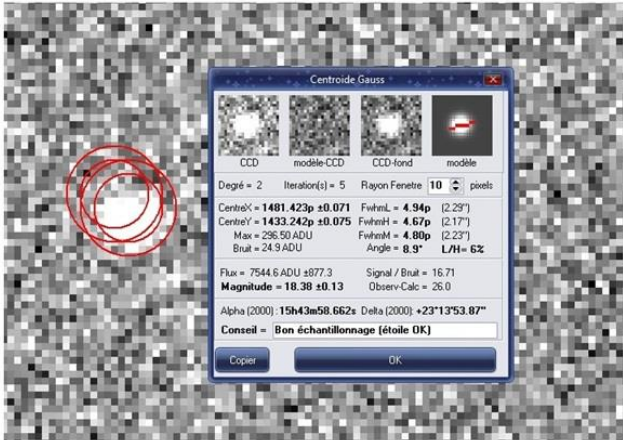 Centroide Gauss
CCD modèle-CCD CCD-fond modèle
Degré = 2 Iteration(s) = 5 Rayon Fenetre 10 pixels
CentreX = 1481.423p ±0.071 FwhmL = 4.94p (2.29'')
CentreY = 1433.242p ±0.075 FwhmH = 4.67p (2.17'')
Max = 296.50 ADU FwhmM = 4.80p (2.23'')
Bruit = 24.9 ADU Angle = 8.9° L/H= 6%
Flux = 7544.6 ADU ±877.3 Signal / Bruit = 16.71
Magnitude = 18.38 ±0.13 Observ-Calc = 26.0
Alpha (2000) : 15h43m58.662s Delta (2000): +23°13'53.87''
Conseil = Bon échantillonnage (étoile OK)
Copier OK